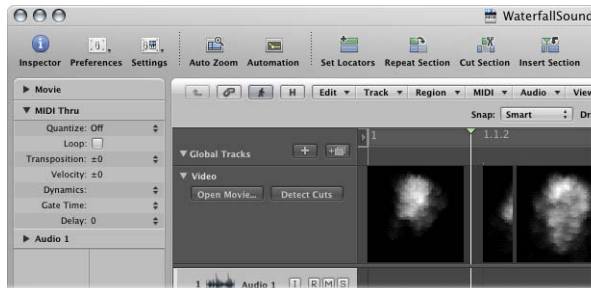 WaterfallSound
Inspector Preferences Settings Auto Zoom Automation Set Locators Repeat Section Cut Section Insert Section
Movie
H Edit Track Region MIDI Audio View
MIDI Thru
Snap: Smart Dr
Quantize: Off
Loop:
Transposition: ±0
Velocity: ±0
Dynamics:
Gate Time:
Delay: 0
Audio 1
1 1.1.2
Global Tracks
Video
Open Movie... Detect Cuts
1 Audio 1 I R M S